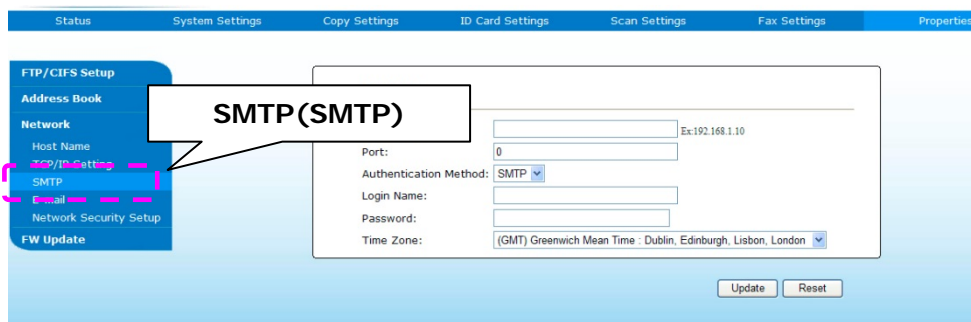 Status System Settings Copy Settings ID Card Settings Scan Settings Fax Settings Properties
FTP/CIFS Setup
Address Book
Network
Host Name
TCP/IP Setting
SMTP
E-mail
Network Security Setup
FW Update
SMTP(SMTP)
Ex:192.168.1.10
Port: 0
Authentication Method: SMTP
Login Name:
Password:
Time Zone: (GMT) Greenwich Mean Time : Dublin, Edinburgh, Lisbon, London
Update Reset